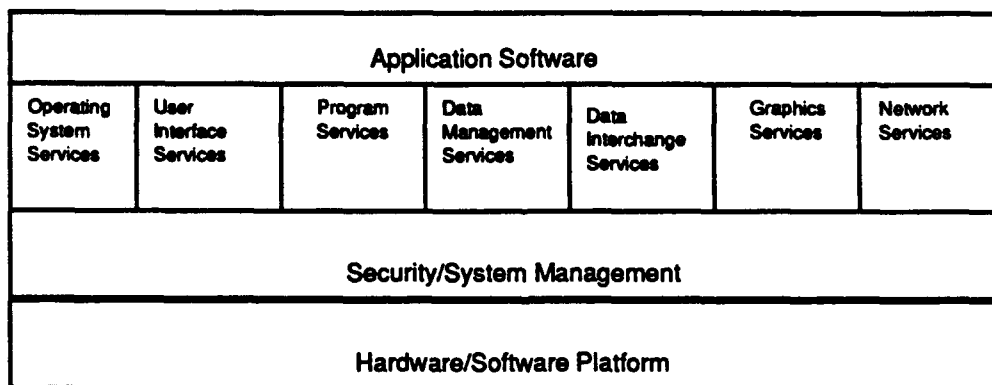 Application Software
Operating
System
Services
User
Interface
Services
Program
Services
Data
Management
Services
Data
Interchange
Services
Graphics
Services
Network
Services
Security/System Management
Hardware/Software Platform